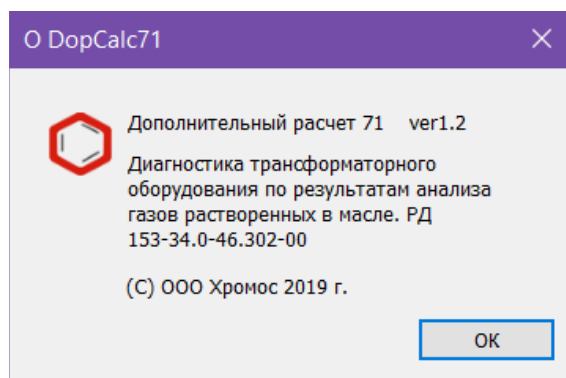 О DopCalc71
Дополнительный расчет 71 ver1.2
Диагностика трансформаторного
оборудования по результатам анализа
газов растворенных в масле. РД
153-34.0-46.302-00
(C) ООО Хромос 2019 г.
ОК